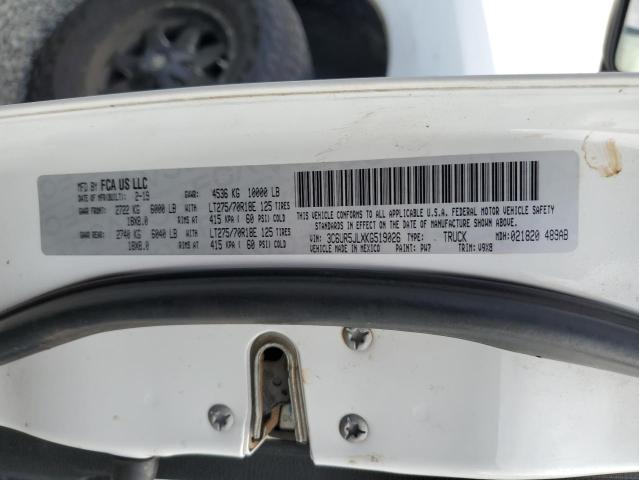 MFD BY FCA US LLC
DATE OF MFR(BUILT): 2-19 GVWR: 4536 KG 10000 LB
GAWR FRONT: 2722 KG 6000 LB LT275/70R18E 125 TIRES
18X8.0 RIMS AT 415 KPA ( 60 PSI) COLD
GAWR REAR: 2740 KG 6040 LB LT275/70R18E 125 TIRES
18X8.0 RIMS AT 415 KPA ( 60 PSI) COLD
THIS VEHICLE CONFORMS TO ALL APPLICABLE U.S.A. FEDERAL MOTOR VEHICLE SAFETY
STANDARDS IN EFFECT ON THE DATE OF MANUFACTURE SHOWN ABOVE.
VIN: 3C6UR5JLXKG519026 TYPE: TRUCK MDH: 021820 489AB
VEHICLE MADE IN MEXICO PAINT: PW7 TRIM: V9X8